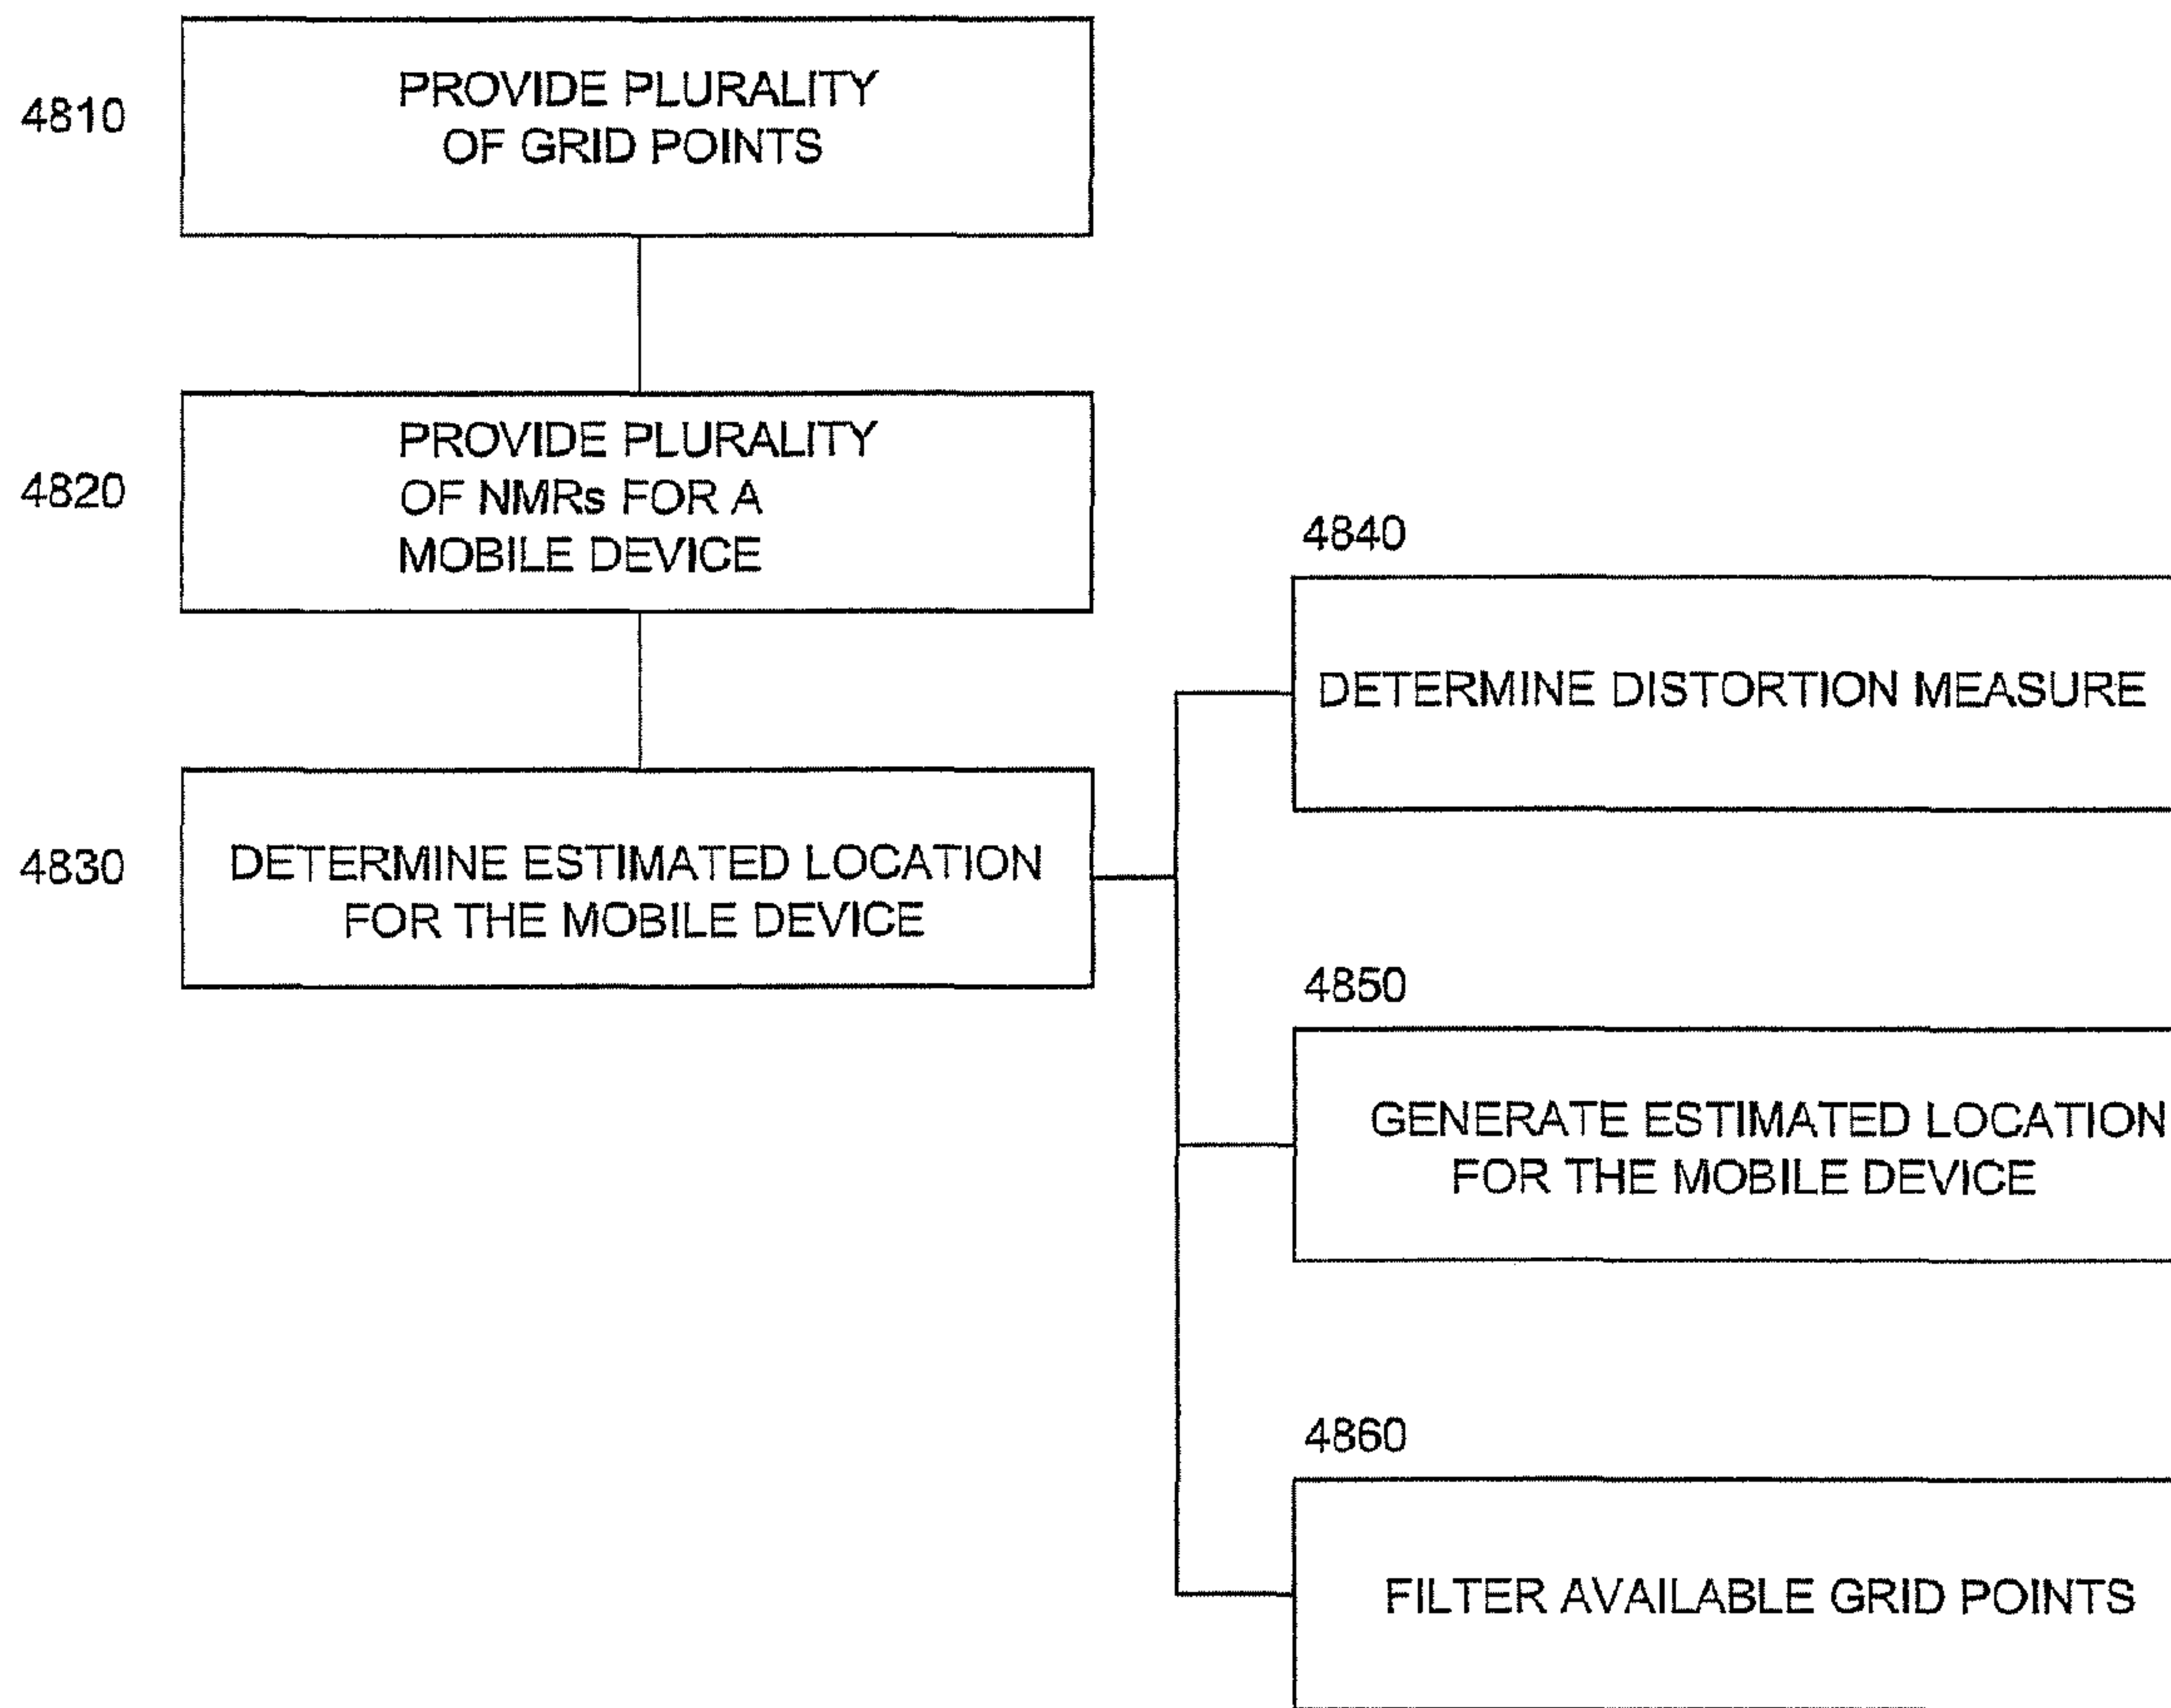 4810
PROVIDE PLURALITY
OF GRID POINTS
4820
PROVIDE PLURALITY
OF NMRs FOR A
MOBILE DEVICE
4830
DETERMINE ESTIMATED LOCATION
FOR THE MOBILE DEVICE
4840
DETERMINE DISTORTION MEASURE
4850
GENERATE ESTIMATED LOCATION
FOR THE MOBILE DEVICE
4860
FILTER AVAILABLE GRID POINTS